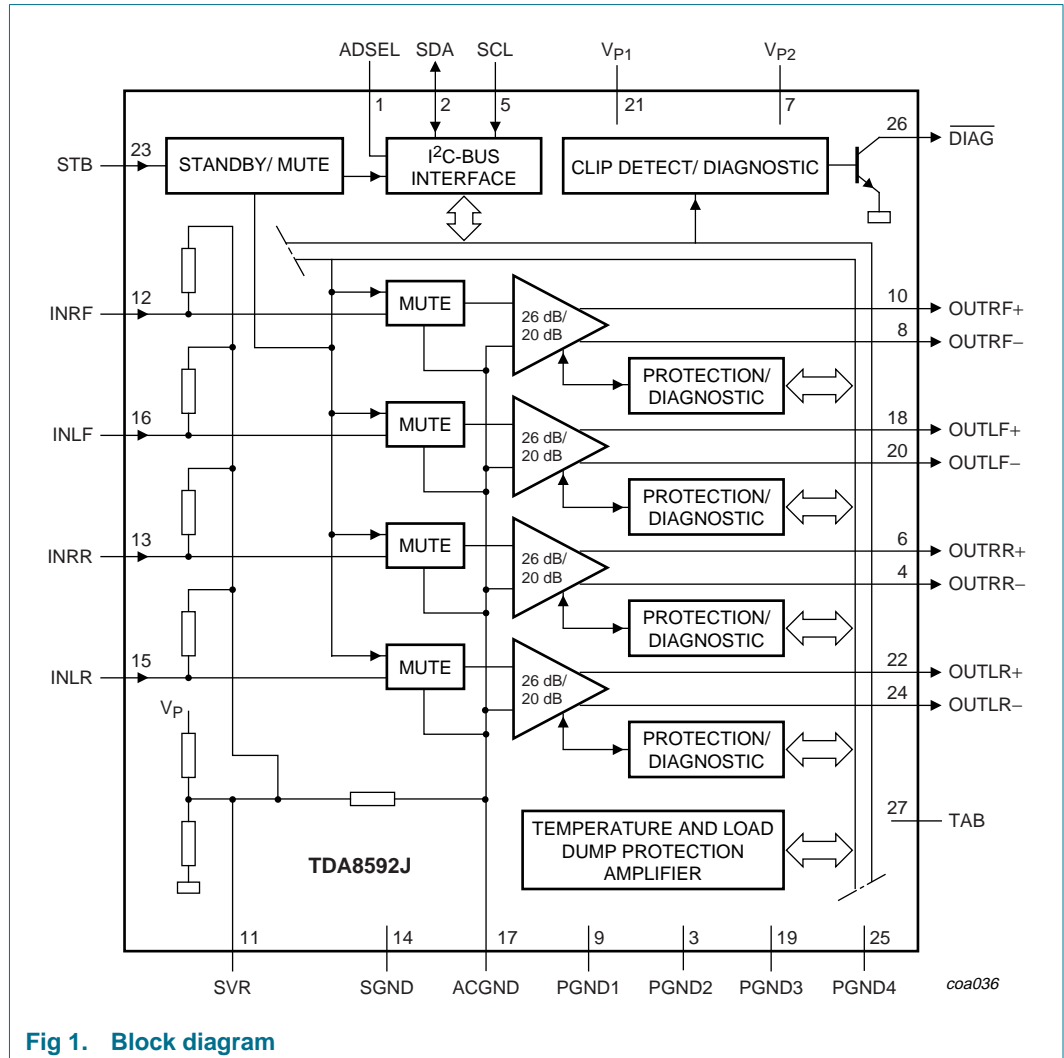 ADSEL SDA SCL V_P1 V_P2
1 2 5 21 7
26 DIAG
STB 23 STANDBY/ MUTE I²C-BUS INTERFACE CLIP DETECT/ DIAGNOSTIC
INRF 12 MUTE 26 dB/ 20 dB 10 OUTRF+
8 OUTRF−
PROTECTION/ DIAGNOSTIC
INLF 16 MUTE 26 dB/ 20 dB 18 OUTLF+
20 OUTLF−
PROTECTION/ DIAGNOSTIC
INRR 13 MUTE 26 dB/ 20 dB 6 OUTRR+
4 OUTRR−
PROTECTION/ DIAGNOSTIC
INLR 15 MUTE 26 dB/ 20 dB 22 OUTLR+
24 OUTLR−
V_P
PROTECTION/ DIAGNOSTIC
27 TAB
TEMPERATURE AND LOAD
DUMP PROTECTION
AMPLIFIER
TDA8592J
11 14 17 9 3 19 25
SVR SGND ACGND PGND1 PGND2 PGND3 PGND4
coa036
Fig 1. Block diagram